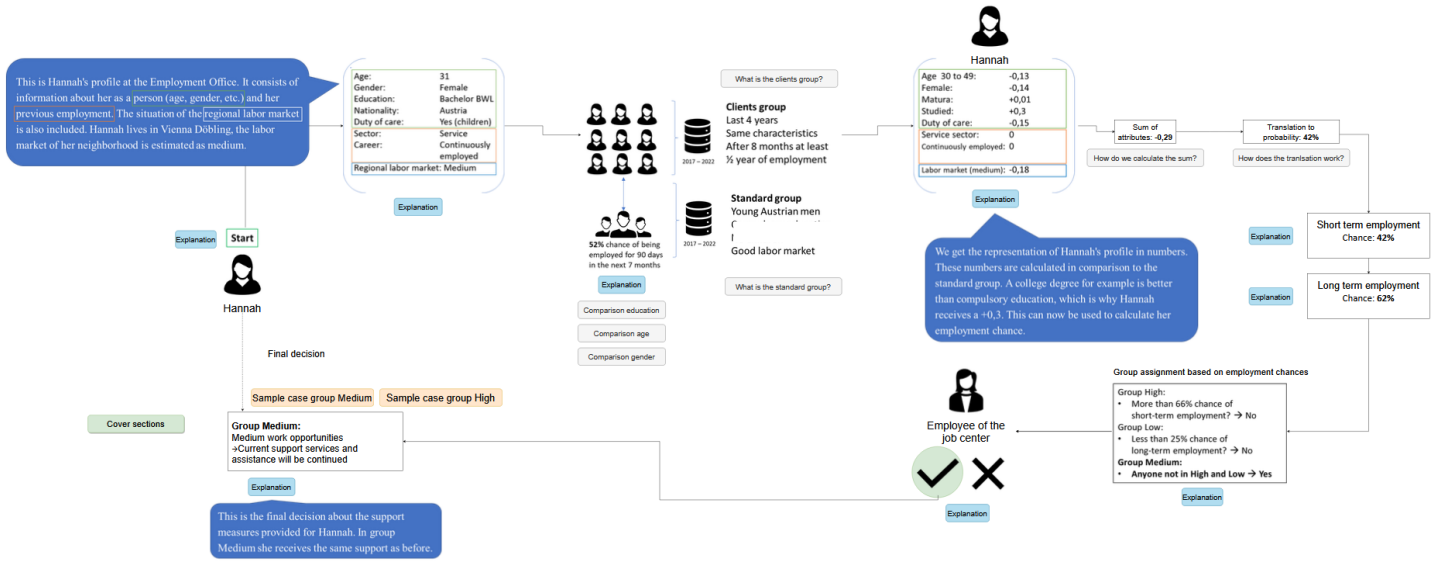 This is Hannah's profile at the Employment Office. It consists of
information about her as a person (age, gender, etc.) and her
previous employment. The situation of the regional labor market
is also included. Hannah lives in Vienna Döbling, the labor
market of her neighborhood is estimated as medium.
Explanation
Start
Hannah
Age: 31
Gender: Female
Education: Bachelor BWL
Nationality: Austria
Duty of care: Yes (children)
Sector: Service
Career: Continuously
employed
Regional labor market: Medium
Explanation
2017 – 2022
52% chance of being
employed for 90 days
in the next 7 months
Explanation
Comparison education
Comparison age
Comparison gender
2017 – 2022
What is the clients group?
Clients group
Last 4 years
Same characteristics
After 8 months at least
½ year of employment
Standard group
Young Austrian men
Good labor market
What is the standard group?
Hannah
Age 30 to 49: -0,13
Female: -0,14
Matura: +0,01
Studied: +0,3
Duty of care: -0,15
Service sector: 0
Continuously employed: 0
Labor market (medium): -0,18
Explanation
We get the representation of Hannah's profile in numbers.
These numbers are calculated in comparison to the
standard group. A college degree for example is better
than compulsory education, which is why Hannah
receives a +0,3. This can now be used to calculate her
employment chance.
Sum of
attributes: -0,29
How do we calculate the sum?
Translation to
probability: 42%
How does the tranlsation work?
Explanation
Short term employment
Chance: 42%
Explanation
Long term employment
Chance: 62%
Group assignment based on employment chances
Group High:
• More than 66% chance of
short-term employment? → No
Group Low:
• Less than 25% chance of
long-term employment? → No
Group Medium:
• Anyone not in High and Low → Yes
Explanation
Employee of the
job center
Explanation
Final decision
Sample case group Medium
Sample case group High
Cover sections
Group Medium:
Medium work opportunities
→Current support services and
assistance will be continued
Explanation
This is the final decision about the support
measures provided for Hannah. In group
Medium she receives the same support as before.